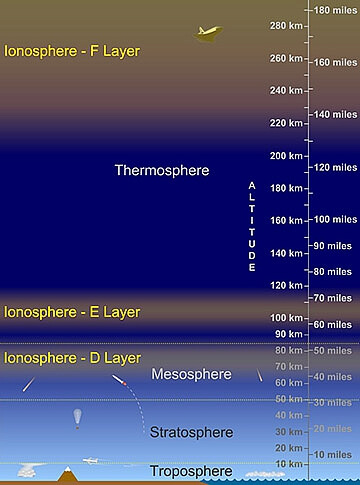 180 miles
280 km
Ionosphere - F Layer
260 km
160 miles
240 km
220 km
140 miles
200 km
120 miles
Thermosphere
180 km
ALTITUDE
160 km
100 miles
90 miles
140 km
80 miles
120 km
70 miles
Ionosphere - E Layer
100 km
60 miles
90 km
80 km
50 miles
Ionosphere - D Layer
70 km
40 miles
Mesosphere
60 km
30 miles
40 km
Stratosphere
30 km
20 miles
20 km
10 miles
Troposphere
10 km